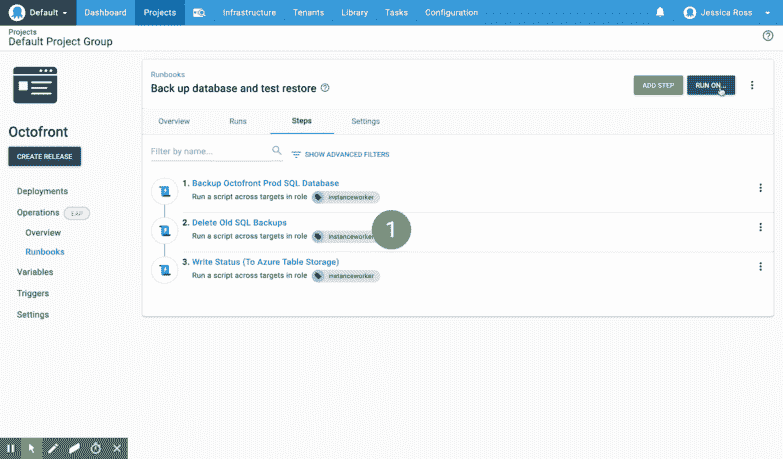 Default
Dashboard
Projects
Infrastructure
Tenants
Library
Tasks
Configuration
Jessica Ross
Projects
Default Project Group
Octofront
CREATE RELEASE
Deployments
Operations
Overview
Runbooks
Variables
Triggers
Settings
Runbooks
Back up database and test restore
ADD STEP
RUN ON...
Overview
Runs
Steps
Settings
Filter by name...
SHOW ADVANCED FILTERS
1. Backup Octofront Prod SQL Database
Run a script across targets in role instanceworker
2. Delete Old SQL Backups
Run a script across targets in role instanceworker
1
3. Write Status (To Azure Table Storage)
Run a script across targets in role instanceworker